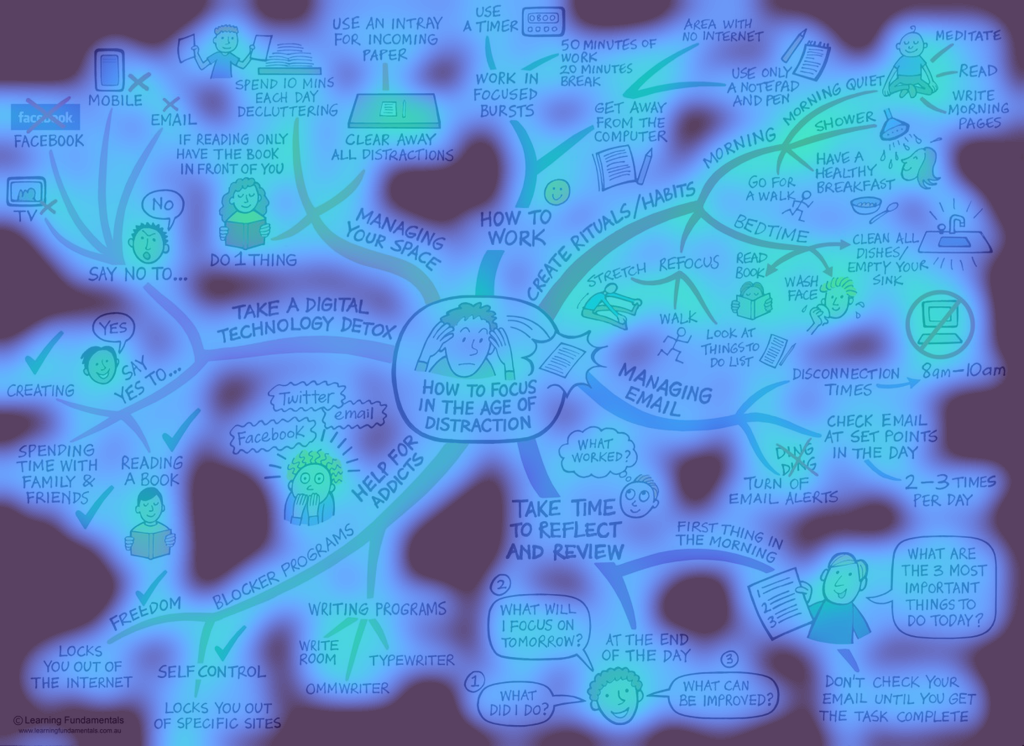 HOW TO FOCUS
IN THE AGE OF
DISTRACTION
HOW TO
WORK
USE
A TIMER
WORK IN
FOCUSED
BURSTS
50 MINUTES OF
WORK
20 MINUTES
BREAK
GET AWAY
FROM THE
COMPUTER
AREA WITH
NO INTERNET
USE ONLY
A NOTEPAD
AND PEN
CREATE RITUALS/HABITS
MORNING
MORNING QUIET
MEDITATE
READ
WRITE
MORNING
PAGES
SHOWER
HAVE A
HEALTHY
BREAKFAST
GO FOR
A WALK
BEDTIME
CLEAN ALL
DISHES/
EMPTY YOUR
SINK
READ
BOOK
WASH
FACE
REFOCUS
STRETCH
WALK
LOOK AT
THINGS TO
DO LIST
MANAGING
EMAIL
DISCONNECTION
TIMES
8am-10am
CHECK EMAIL
AT SET POINTS
IN THE DAY
2-3 TIMES
PER DAY
DING
DING
TURN OF
EMAIL ALERTS
TAKE TIME
TO REFLECT
AND REVIEW
WHAT
WORKED?
FIRST THING IN
THE MORNING
1
2
3
WHAT ARE
THE 3 MOST
IMPORTANT
THINGS TO
DO TODAY?
DON'T CHECK YOUR
EMAIL UNTIL YOU GET
THE TASK COMPLETE
AT THE END
OF THE DAY
1
WHAT
DID I DO?
2
WHAT WILL
I FOCUS ON
TOMORROW?
3
WHAT CAN
BE IMPROVED?
HELP FOR
ADDICTS
Twitter
email
Facebook
BLOCKER PROGRAMS
FREEDOM
LOCKS
YOU OUT OF
THE INTERNET
SELF CONTROL
LOCKS YOU OUT
OF SPECIFIC SITES
WRITING PROGRAMS
WRITE
ROOM
OMMWRITER
TYPEWRITER
TAKE A DIGITAL
TECHNOLOGY DETOX
SAY NO TO...
NO
TV
facebook
FACEBOOK
MOBILE
EMAIL
SAY
YES TO...
YES
CREATING
SPENDING
TIME WITH
FAMILY &
FRIENDS
READING
A BOOK
MANAGING
YOUR SPACE
DO 1 THING
IF READING ONLY
HAVE THE BOOK
IN FRONT OF YOU
SPEND 10 MINS
EACH DAY
DECLUTTERING
CLEAR AWAY
ALL DISTRACTIONS
USE AN INTRAY
FOR INCOMING
PAPER
© Learning Fundamentals
www.learningfundamentals.com.au